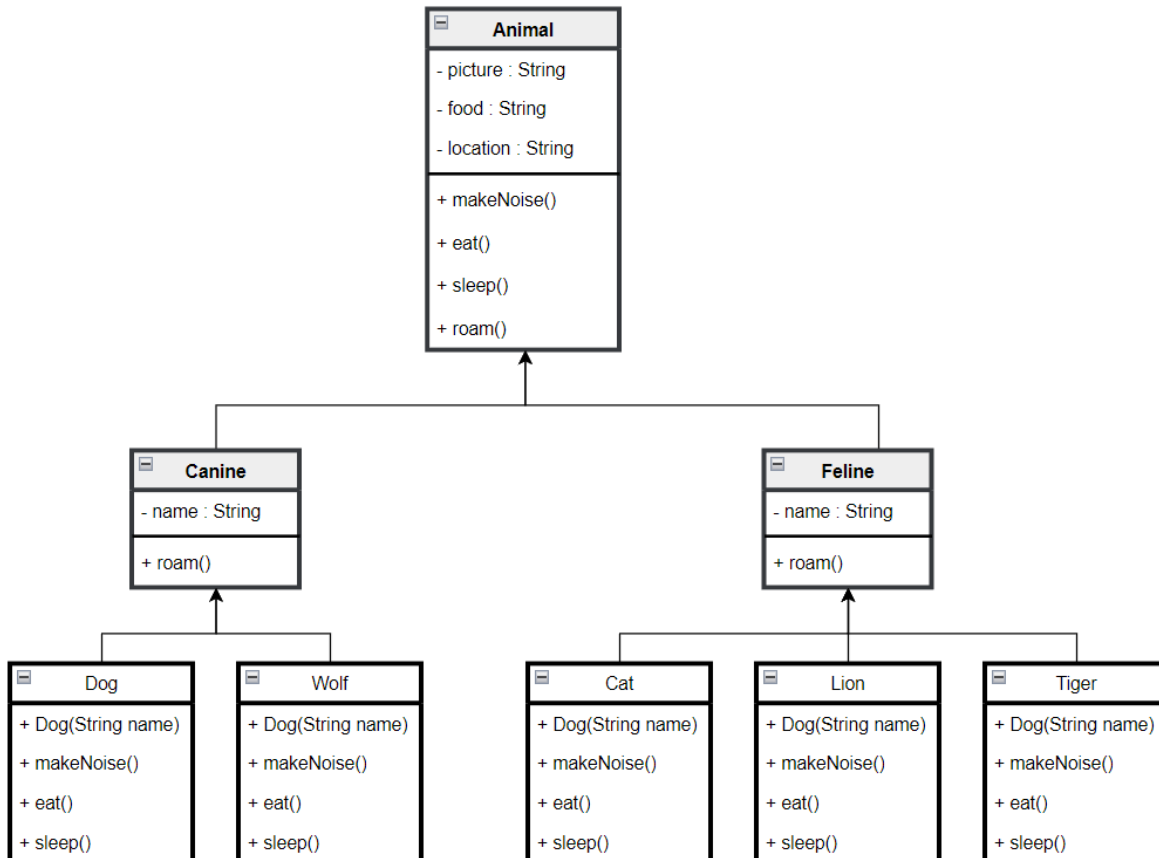 Animal
- picture : String
- food : String
- location : String
+ makeNoise()
+ eat()
+ sleep()
+ roam()
Canine
- name : String
+ roam()
Feline
- name : String
+ roam()
Dog
+ Dog(String name)
+ makeNoise()
+ eat()
+ sleep()
Wolf
+ Dog(String name)
+ makeNoise()
+ eat()
+ sleep()
Cat
+ Dog(String name)
+ makeNoise()
+ eat()
+ sleep()
Lion
+ Dog(String name)
+ makeNoise()
+ eat()
+ sleep()
Tiger
+ Dog(String name)
+ makeNoise()
+ eat()
+ sleep()